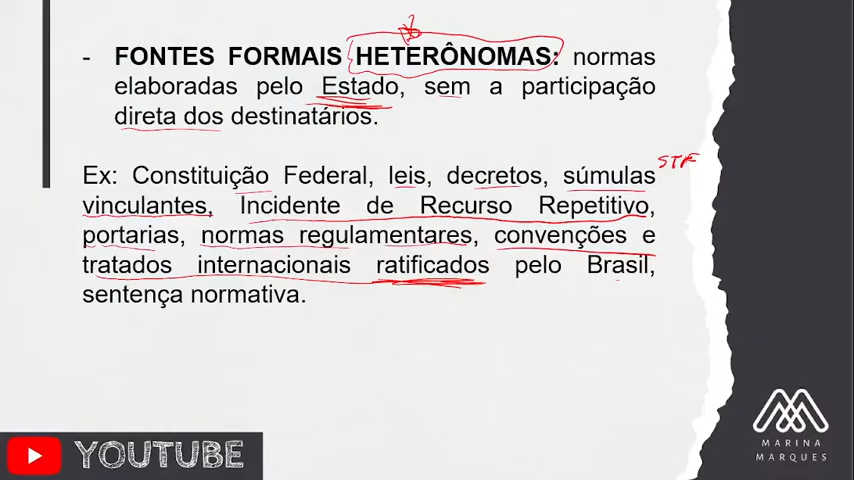 - FONTES FORMAIS HETERÔNOMAS: normas
elaboradas pelo Estado, sem a participação
direta dos destinatários.
Ex: Constituição Federal, leis, decretos, súmulas STF
vinculantes, Incidente de Recurso Repetitivo,
portarias, normas regulamentares, convenções e
tratados internacionais ratificados pelo Brasil,
sentença normativa.
YOUTUBE
MARINA
MARQUES